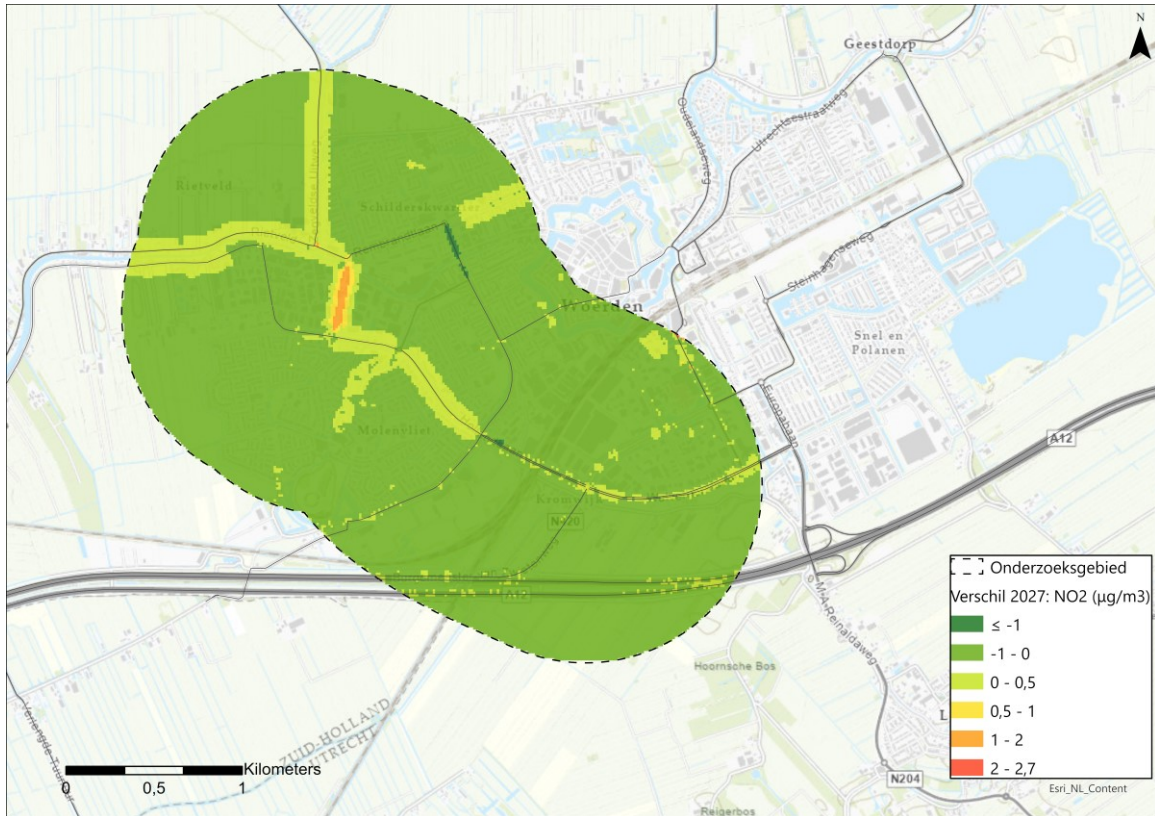 N
Geestdorp
Oudelandseweg
Utrechtsestraatweg
Rietveld
Schilderskwartier
Steinhagenseweg
Woerden
Snel en
Polanen
Europabaan
Molenvliet
A12
Kromwijk
N420
A12
M.A. Reinaldaweg
Hoornsche Bos
ZUID-HOLLAND
UTRECHT
N204
Reigerbos
Onderzoeksgebied
Verschil 2027: NO2 (µg/m3)
≤ -1
-1 - 0
0 - 0,5
0,5 - 1
1 - 2
2 - 2,7
Kilometers
0 0,5 1
Esri_NL_Content